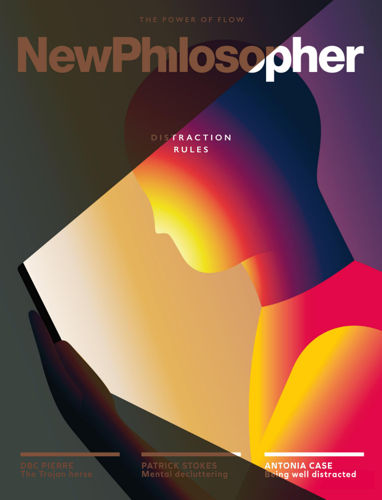 THE POWER OF FLOW
NewPhilosopher
DISTRACTION
RULES
DBC PIERRE
The Trojan horse
PATRICK STOKES
Mental decluttering
ANTONIA CASE
Being well distracted